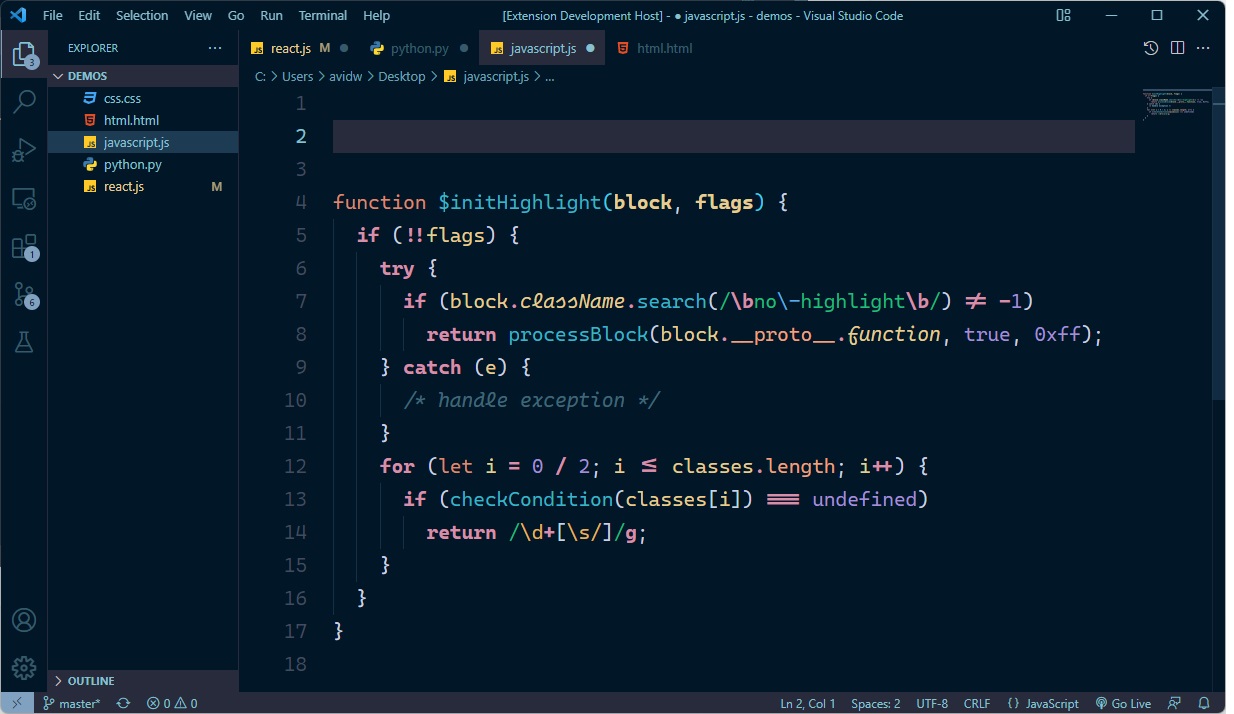 File Edit Selection View Go Run Terminal Help [Extension Development Host] - ● javascript.js - demos - Visual Studio Code
EXPLORER ...
JS react.js M ● python.py ● JS javascript.js ● html.html ...
3
DEMOS
C: > Users > avidw > Desktop > JS javascript.js > ...
css.css
html.html
JS javascript.js
python.py
JS react.js M
1
6
1
2
3
4 function $initHighlight(block, flags) {
5 if (!!flags) {
6 try {
7 if (block.className.search(/\bno\-highlight\b/) != -1)
8 return processBlock(block.__proto__.function, true, 0xff);
9 } catch (e) {
10 /* handle exception */
11 }
12 for (let i = 0 / 2; i <= classes.length; i++) {
13 if (checkCondition(classes[i]) === undefined)
14 return /\d+[\s/]/g;
15 }
16 }
17 }
18
OUTLINE
master* 0 0 Ln 2, Col 1 Spaces: 2 UTF-8 CRLF {} JavaScript Go Live